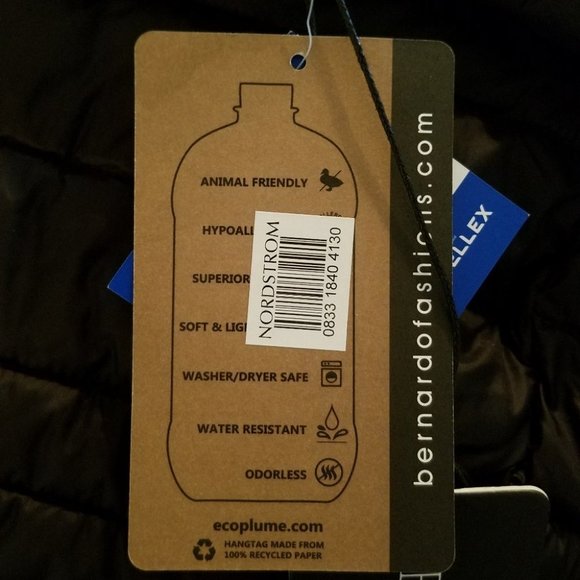 ANIMAL FRIENDLY
HYPOALL
SUPERIOR
SOFT & LIG
WASHER/DRYER SAFE
WATER RESISTANT
ODORLESS
NORDSTROM
0833 1840 4130
ecoplume.com
HANGTAG MADE FROM
100% RECYCLED PAPER
bernardofashions.com
ELLEX